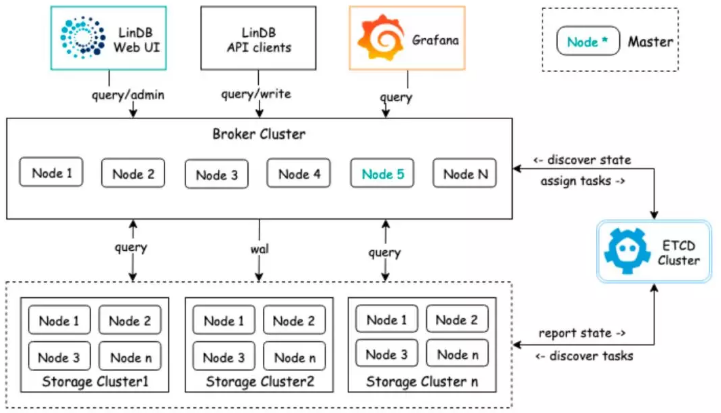 LinDB
Web UI
LinDB
API clients
Grafana
Node *
Master
query/admin
query/write
query
Broker Cluster
Node 1
Node 2
Node 3
Node 4
Node 5
Node N
<- discover state
assign tasks ->
ETCD
Cluster
query
wal
query
Node 1
Node 2
Node 3
Node n
Storage Cluster1
Node 1
Node 2
Node 3
Node n
Storage Cluster2
Node 1
Node 2
Node 3
Node n
Storage Cluster n
report state ->
<- discover tasks